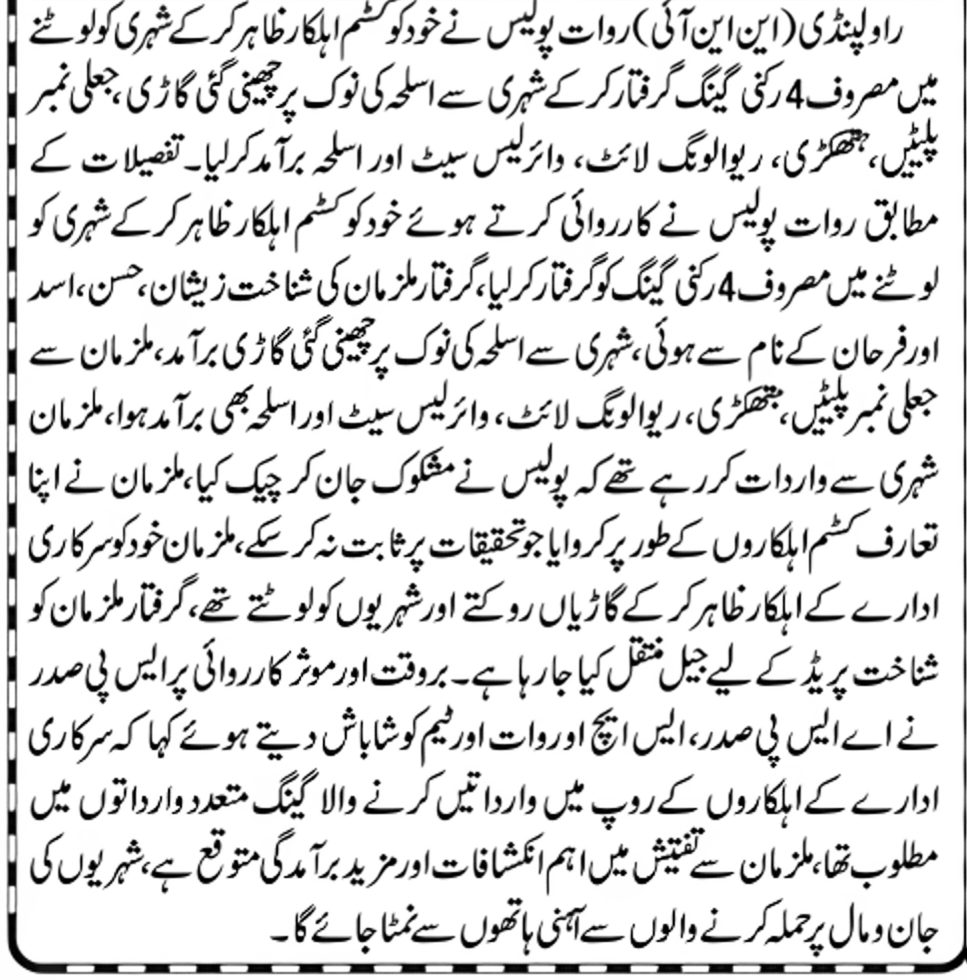 راولپنڈی (این این آئی) روات پولیس نے خود کو کسٹم اہلکار ظاہر کر کے شہری کو لوٹنے
میں مصروف 4 رکنی گینگ گرفتار کر کے شہری سے اسلحہ کی نوک پر چھینی گئی گاڑی ، جعلی نمبر
پلیٹیں، ہتھکڑی، ریوالونگ لائٹ، وائرلیس سیٹ اور اسلحہ برآمد کر لیا۔ تفصیلات کے
مطابق روات پولیس نے کارروائی کرتے ہوئے خود کو کسٹم اہلکار ظاہر کر کے شہری کو
لوٹنے میں مصروف 4 رکنی گینگ کو گرفتار کر لیا، گرفتار ملزمان کی شناخت زیشان، حسن، اسد
اور فرحان کے نام سے ہوئی، شہری سے اسلحہ کی نوک پر چھینی گئی گاڑی برآمد، ملزمان سے
جعلی نمبر پلیٹیں، ہتھکڑی، ریوالونگ لائٹ، وائرلیس سیٹ اور اسلحہ بھی برآمد ہوا، ملزمان
شہری سے واردات کر رہے تھے کہ پولیس نے مشکوک جان کر چیک کیا، ملزمان نے اپنا
تعارف کسٹم اہلکاروں کے طور پر کروایا جو تحقیقات پر ثابت نہ کر سکے، ملزمان خود کو سرکاری
ادارے کے اہلکار ظاہر کر کے گاڑیاں روکتے اور شہریوں کو لوٹتے تھے، گرفتار ملزمان کو
شناخت پریڈ کے لیے جیل منتقل کیا جا رہا ہے۔ بروقت اور موثر کارروائی پر ایس پی صدر
نے اے ایس پی صدر، ایس ایچ او روات اور ٹیم کو شاباش دیتے ہوئے کہا کہ سرکاری
ادارے کے اہلکاروں کے روپ میں وارداتیں کرنے والا گینگ متعدد وارداتوں میں
مطلوب تھا، ملزمان سے تفتیش میں اہم انکشافات اور مزید برآمدگی متوقع ہے، شہریوں کی
جان و مال پر حملہ کرنے والوں سے آہنی ہاتھوں سے نمٹا جائے گا۔